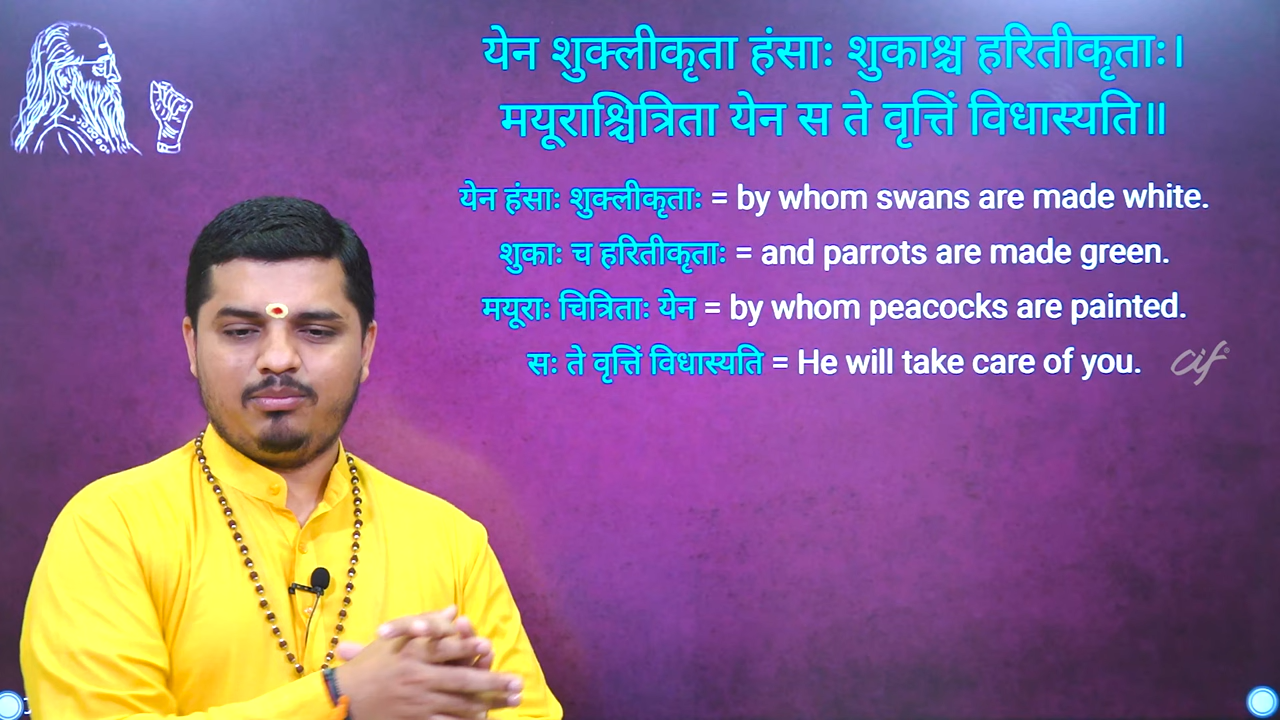 येन शुक्लीकृता हंसाः शुकाश्च हरितीकृताः।
मयूराश्चित्रिता येन स ते वृत्तिं विधास्यति॥
येन हंसाः शुक्लीकृताः = by whom swans are made white.
शुकाः च हरितीकृताः = and parrots are made green.
मयूराः चित्रिताः येन = by whom peacocks are painted.
सः ते वृत्तिं विधास्यति = He will take care of you.
cif